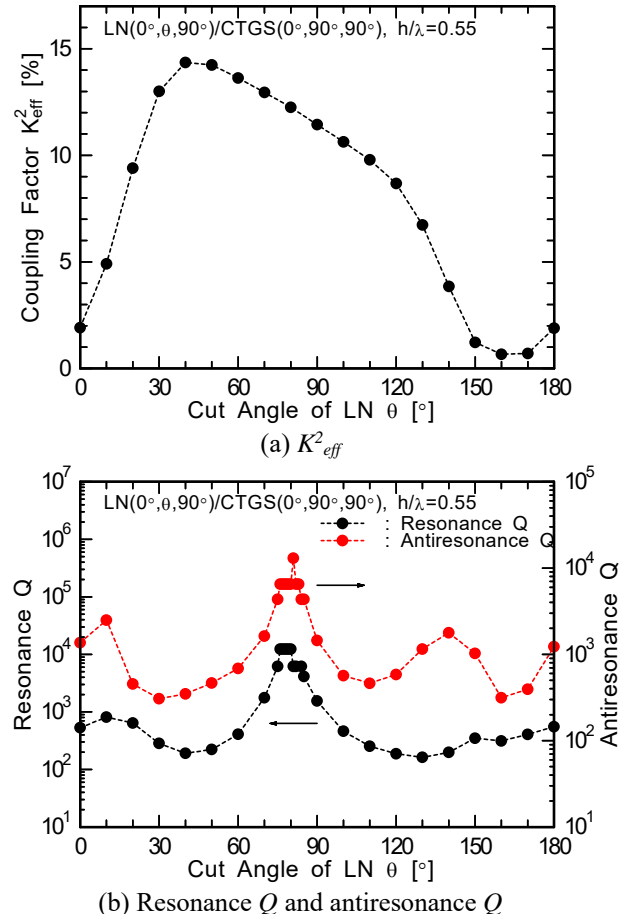 LN(0°,θ,90°)/CTGS(0°,90°,90°), h/λ=0.55
Coupling Factor K²eff [%]
15
10
5
0
0 30 60 90 120 150 180
Cut Angle of LN θ [°]
(a) K²eff
LN(0°,θ,90°)/CTGS(0°,90°,90°), h/λ=0.55
: Resonance Q
: Antiresonance Q
Resonance Q
10⁷
10⁶
10⁵
10⁴
10³
10²
10¹
Antiresonance Q
10⁵
10⁴
10³
10²
10¹
0 30 60 90 120 150 180
Cut Angle of LN θ [°]
(b) Resonance Q and antiresonance Q